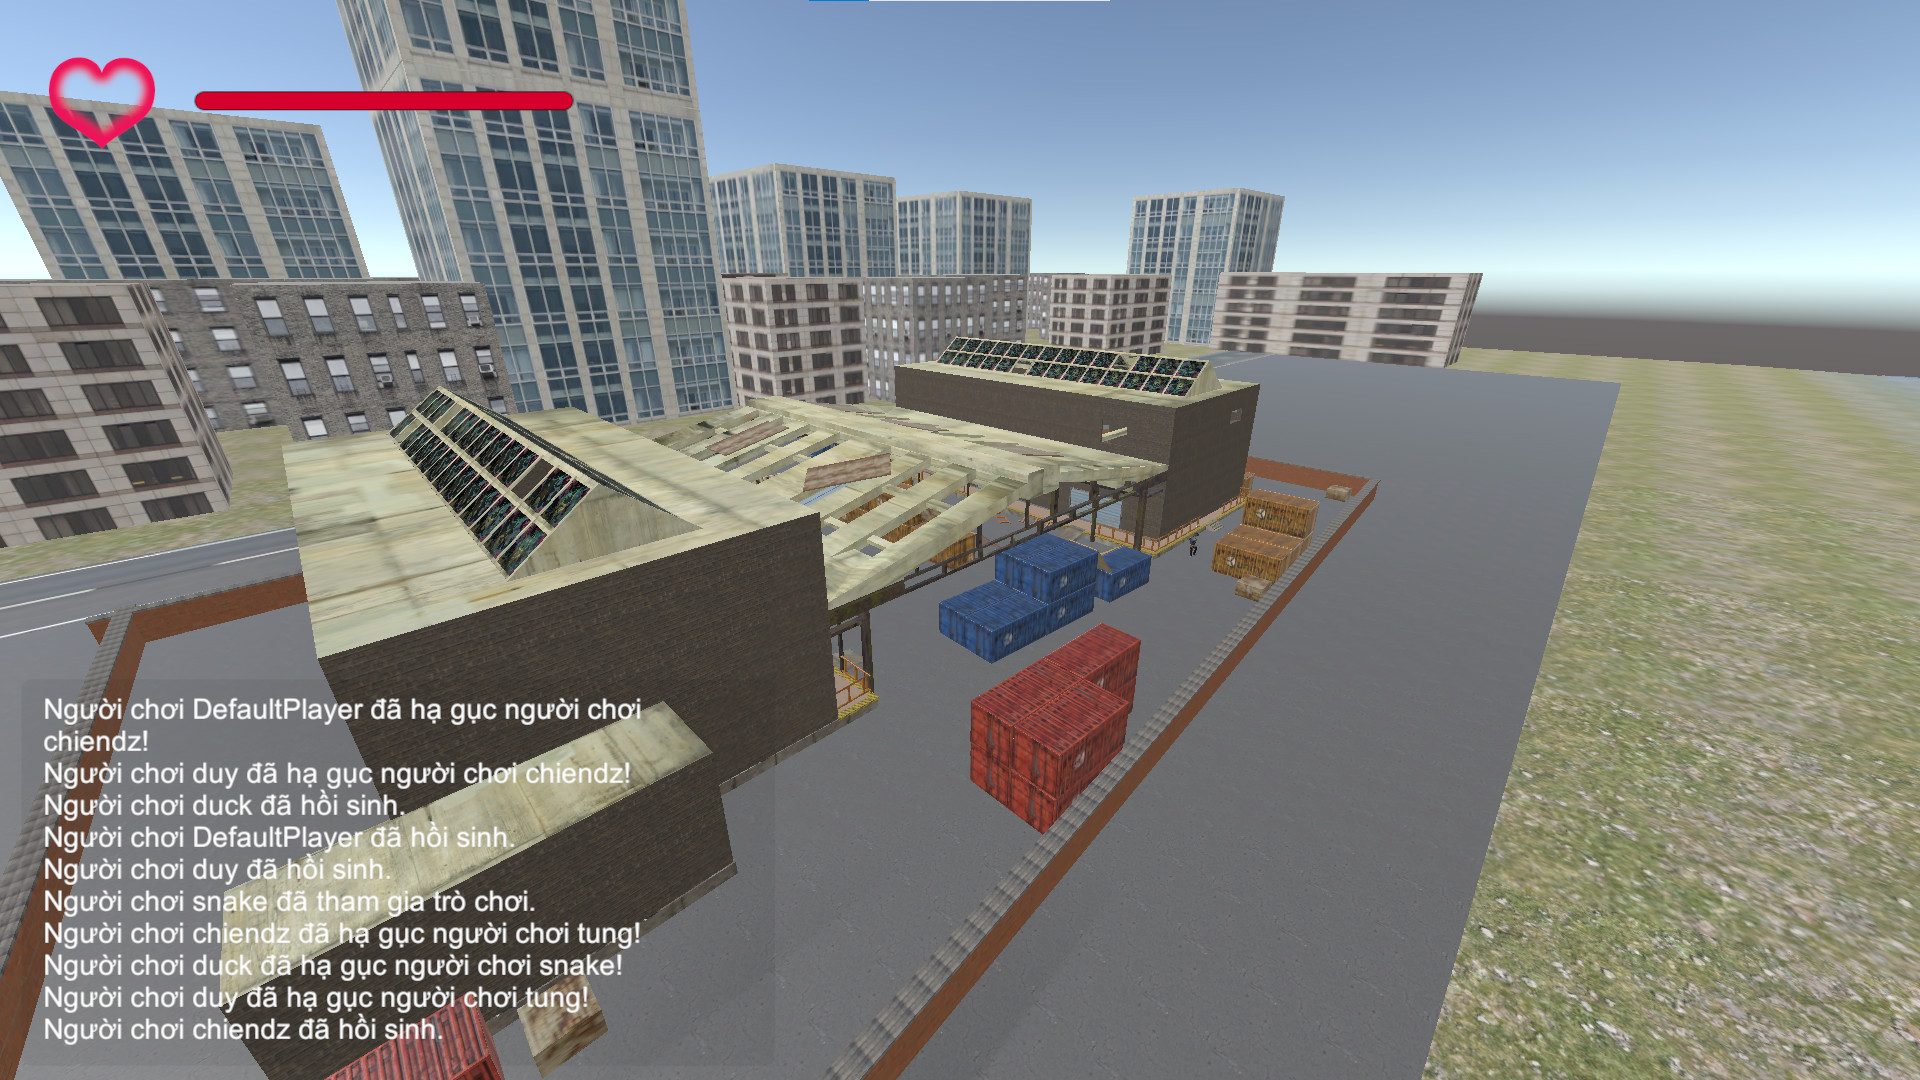 Người chơi DefaultPlayer đã hạ gục người chơi
chiendz!
Người chơi duy đã hạ gục người chơi chiendz!
Người chơi duck đã hồi sinh.
Người chơi DefaultPlayer đã hồi sinh.
Người chơi duy đã hồi sinh.
Người chơi snake đã tham gia trò chơi.
Người chơi chiendz đã hạ gục người chơi tung!
Người chơi duck đã hạ gục người chơi snake!
Người chơi duy đã hạ gục người chơi tung!
Người chơi chiendz đã hồi sinh.